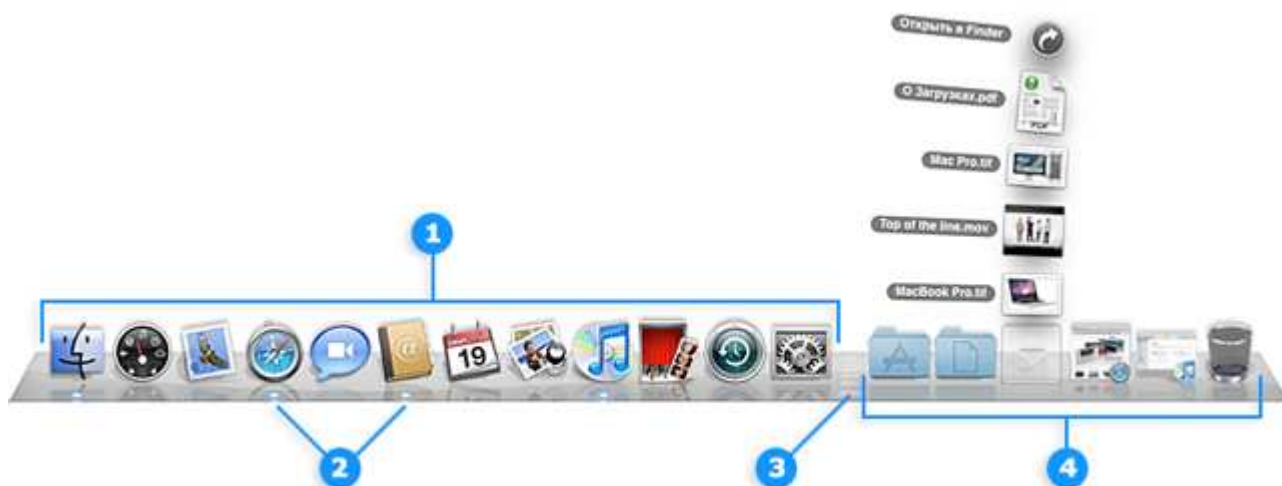 Открыть в Finder
О Загрузках.pdf
PDF
Mac Pro.tif
1
Top of the line.mov
MacBook Pro.tif
19
2
3
4